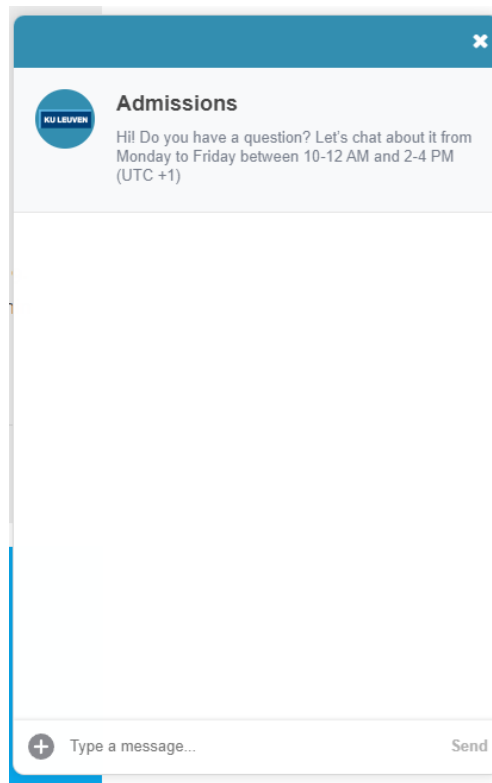 Admissions
KU LEUVEN
Hi! Do you have a question? Let's chat about it from
Monday to Friday between 10-12 AM and 2-4 PM
(UTC +1)
Type a message...
Send